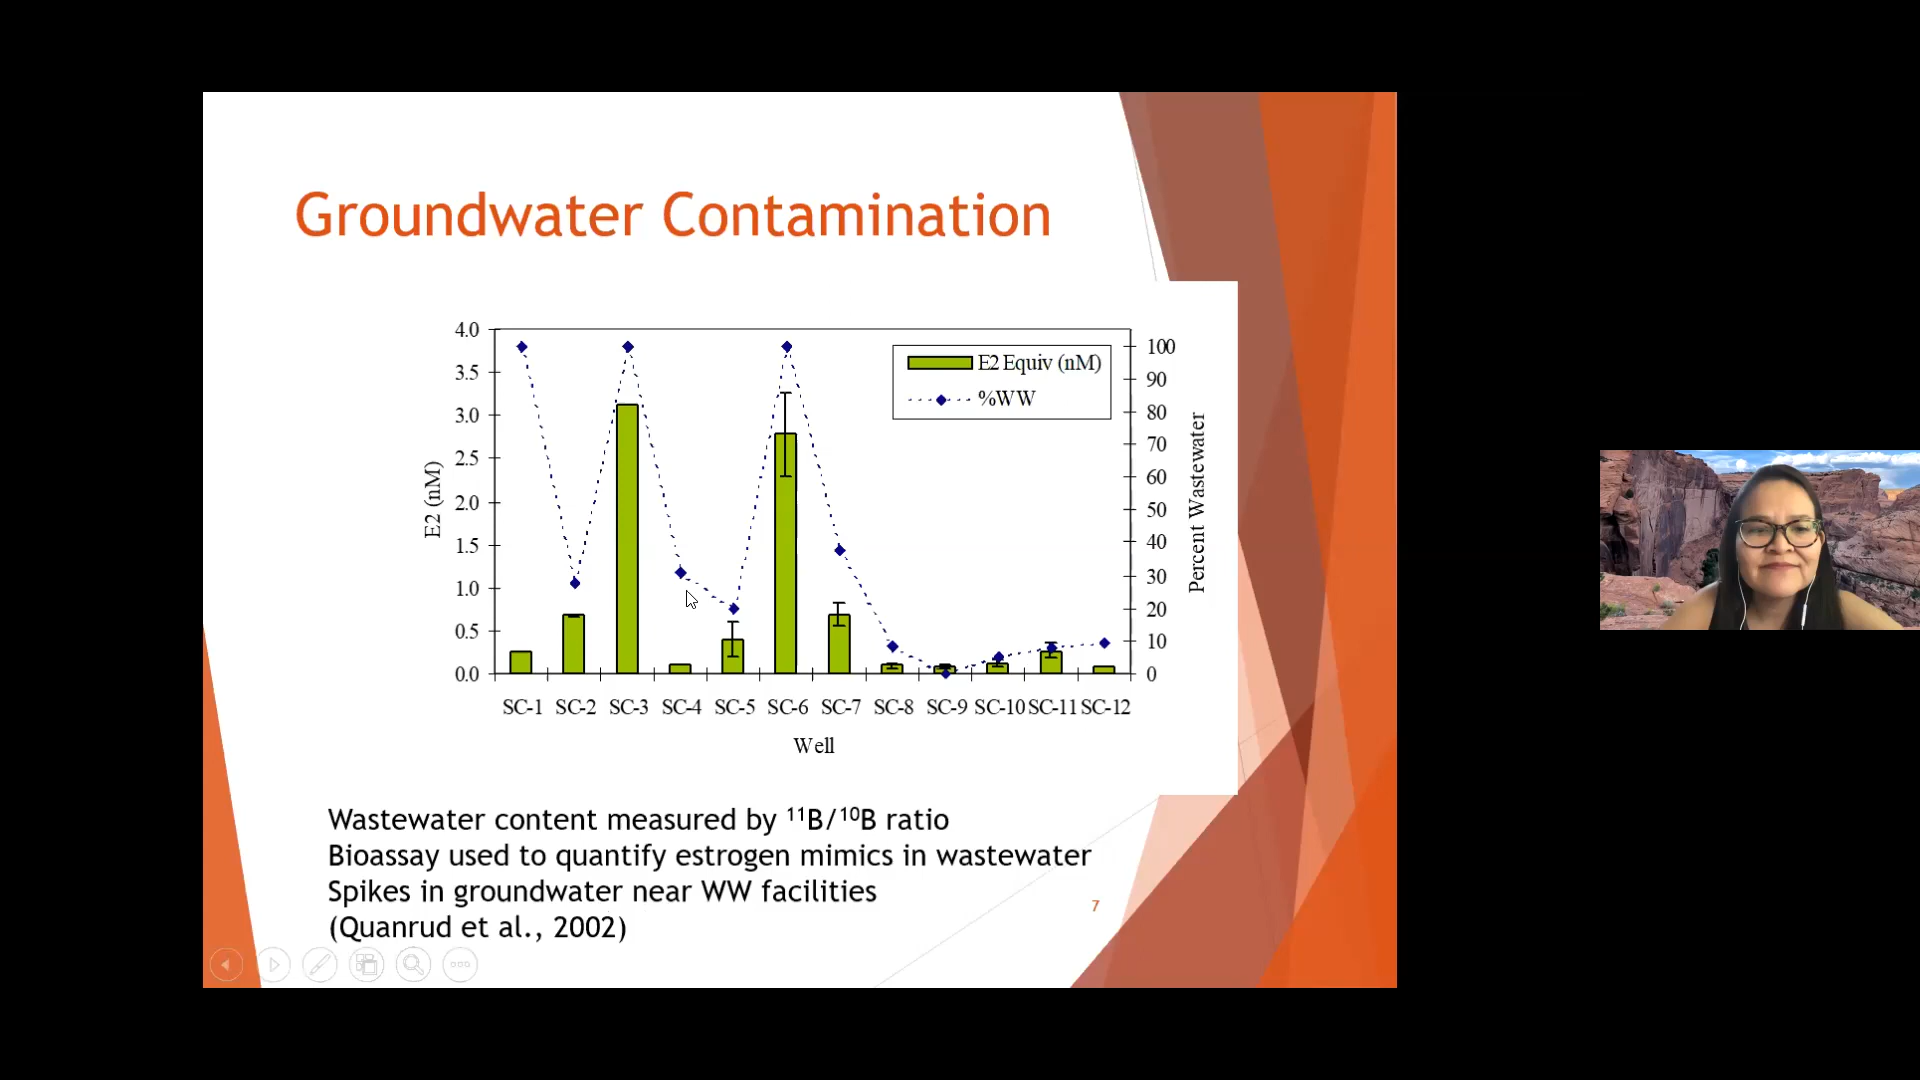 Groundwater Contamination
4.0
3.5
3.0
2.5
2.0
1.5
1.0
0.5
0.0
E2 (nM)
E2 Equiv (nM)
%WW
100
90
80
70
60
50
40
30
20
10
0
Percent Wastewater
SC-1 SC-2 SC-3 SC-4 SC-5 SC-6 SC-7 SC-8 SC-9 SC-10 SC-11 SC-12
Well
Wastewater content measured by ¹¹B/¹⁰B ratio
Bioassay used to quantify estrogen mimics in wastewater
Spikes in groundwater near WW facilities
(Quanrud et al., 2002)
7